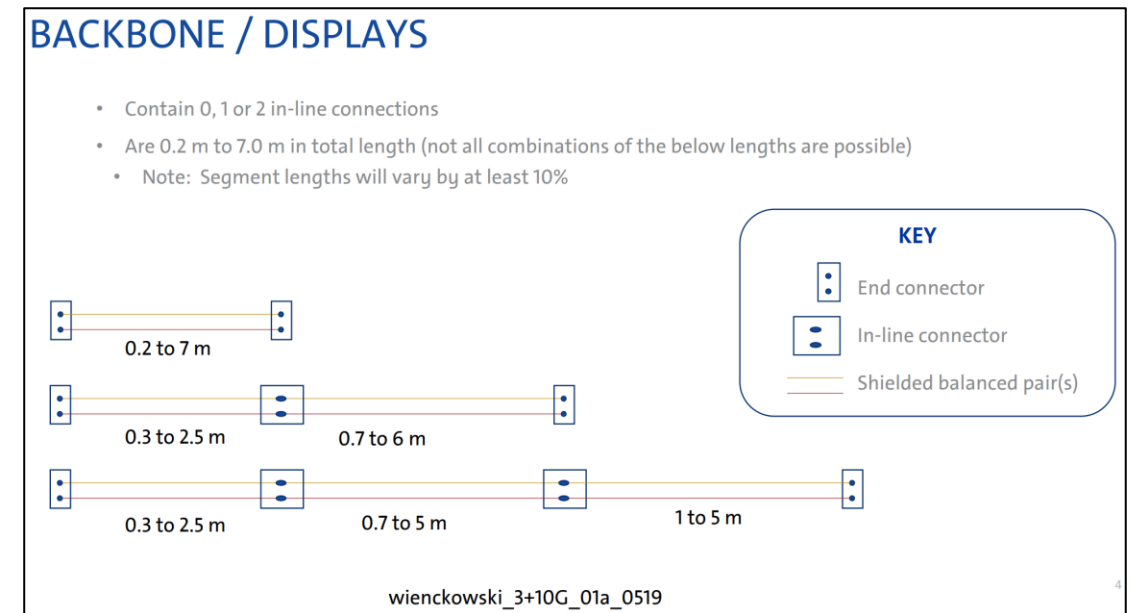 BACKBONE / DISPLAYS
• Contain 0, 1 or 2 in-line connections
• Are 0.2 m to 7.0 m in total length (not all combinations of the below lengths are possible)
• Note: Segment lengths will vary by at least 10%
KEY
End connector
In-line connector
Shielded balanced pair(s)
0.2 to 7 m
0.3 to 2.5 m
0.7 to 6 m
0.3 to 2.5 m
0.7 to 5 m
1 to 5 m
wienckowski_3+10G_01a_0519
4